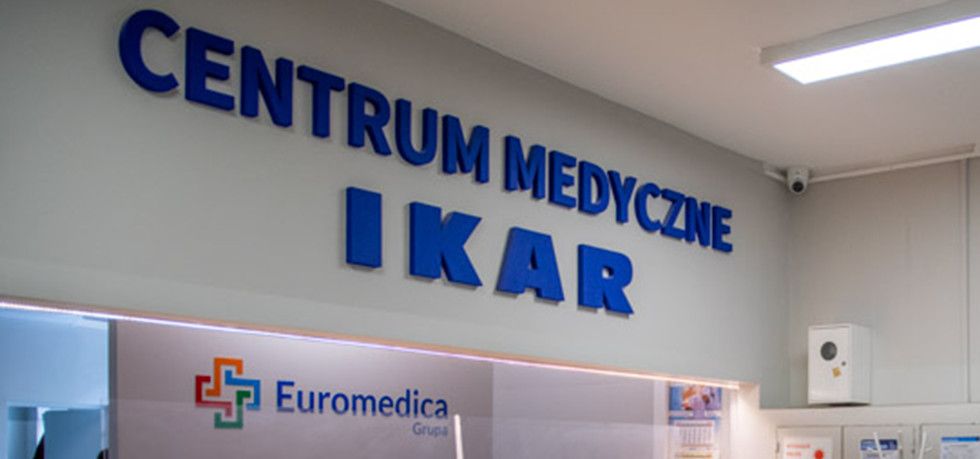 CENTRUM MEDYCZNE
IKAR
Euromedica
Grupa